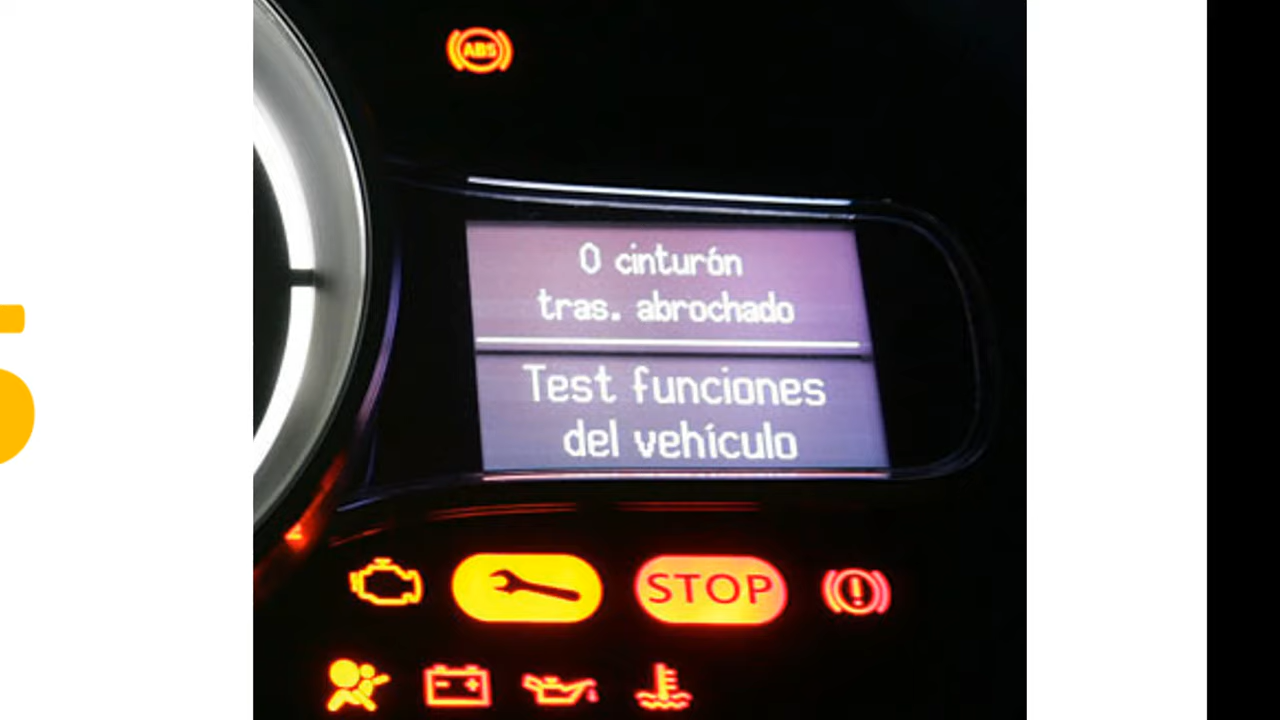 ABS
0 cinturón
tras. abrochado
Test funciones
del vehículo
STOP